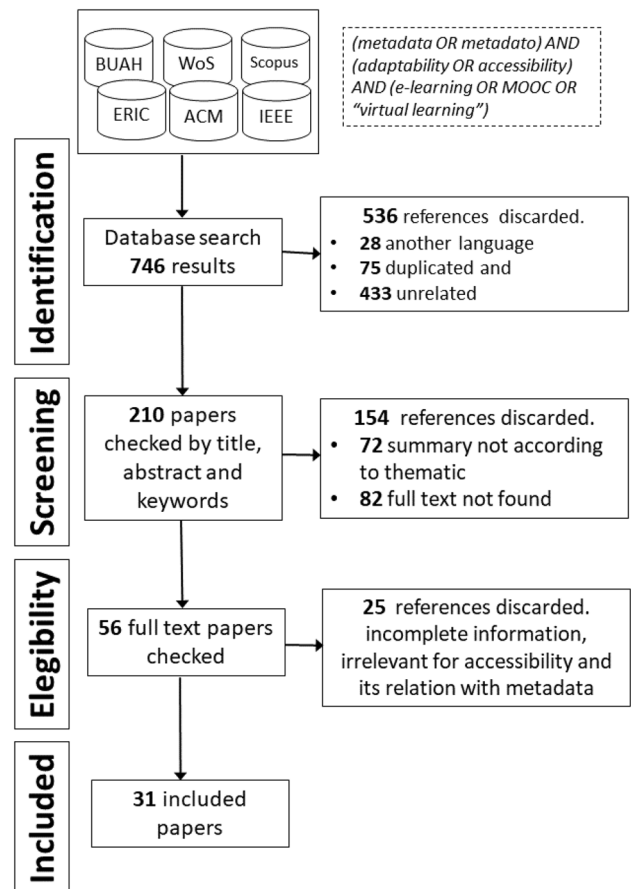 BUAH
WoS
Scopus
ERIC
ACM
IEEE
(metadata OR metadato) AND
(adaptability OR accessibility)
AND (e-learning OR MOOC OR
“virtual learning”)
Identification
Database search
746 results
536 references discarded.
• 28 another language
• 75 duplicated and
• 433 unrelated
Screening
210 papers
checked by title,
abstract and
keywords
154 references discarded.
• 72 summary not according
to thematic
• 82 full text not found
Elegibility
56 full text papers
checked
25 references discarded.
incomplete information,
irrelevant for accessibility and
its relation with metadata
Included
31 included
papers